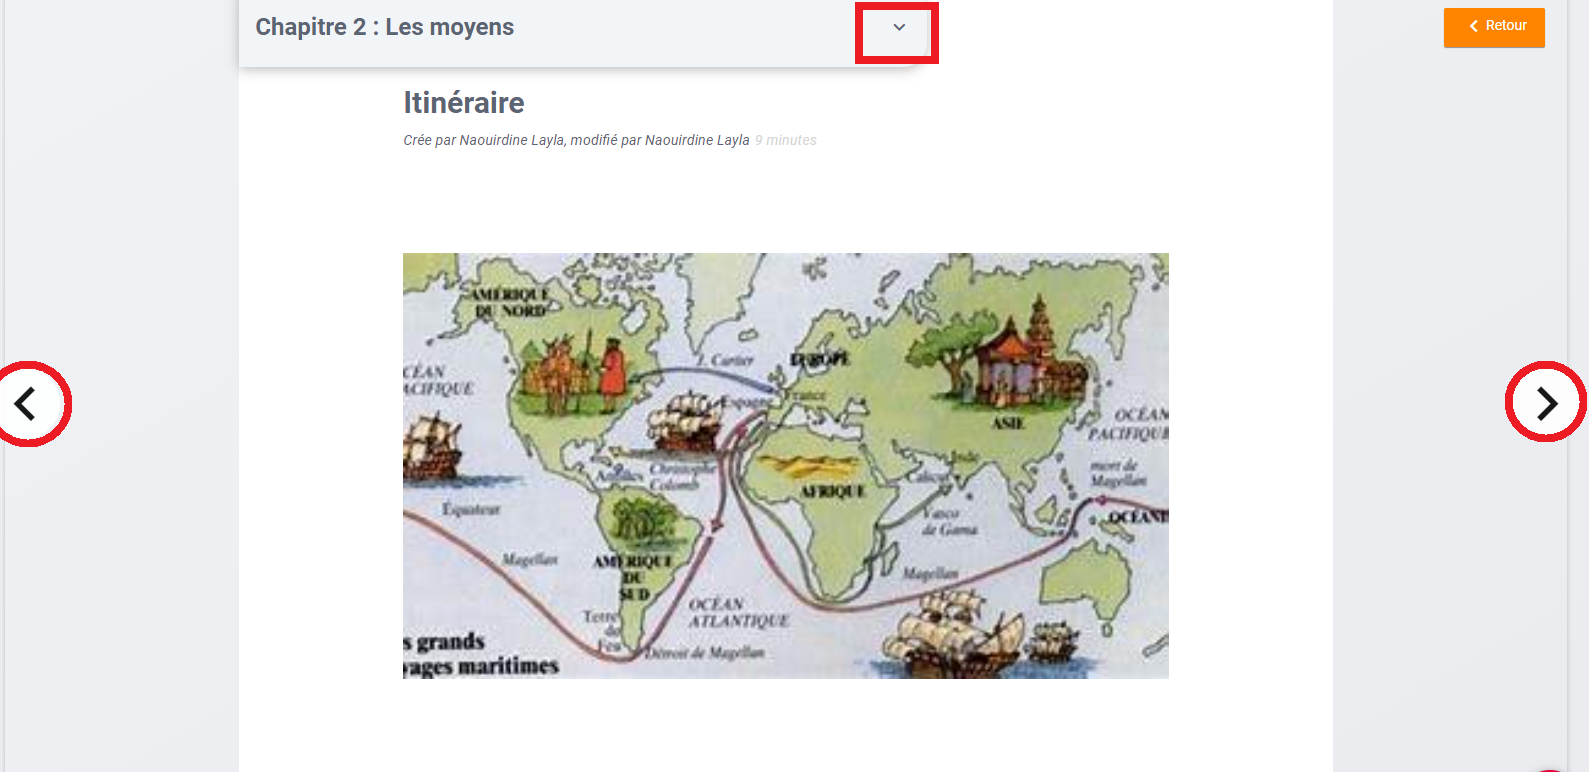 Chapitre 2 : Les moyens
Retour
Itinéraire
Crée par Naouirdine Layla, modifié par Naouirdine Layla 9 minutes
AMÉRIQUE
DU NORD
J. Cartier
EUROPE
CÉAN
ACIFIQUE
Espagne
France
ASIE
OCÉAN
PACIFIQUE
Antilles
Christophe
Colomb
AFRIQUE
Calicut
Inde
mort de
Magellan
Équateur
Vasco
de Gama
OCÉANI
Magellan
AMÉRIQUE
DU
SUD
Magellan
OCÉAN
ATLANTIQUE
Terre
de
Feu
Détroit de Magellan
s grands
yages maritimes